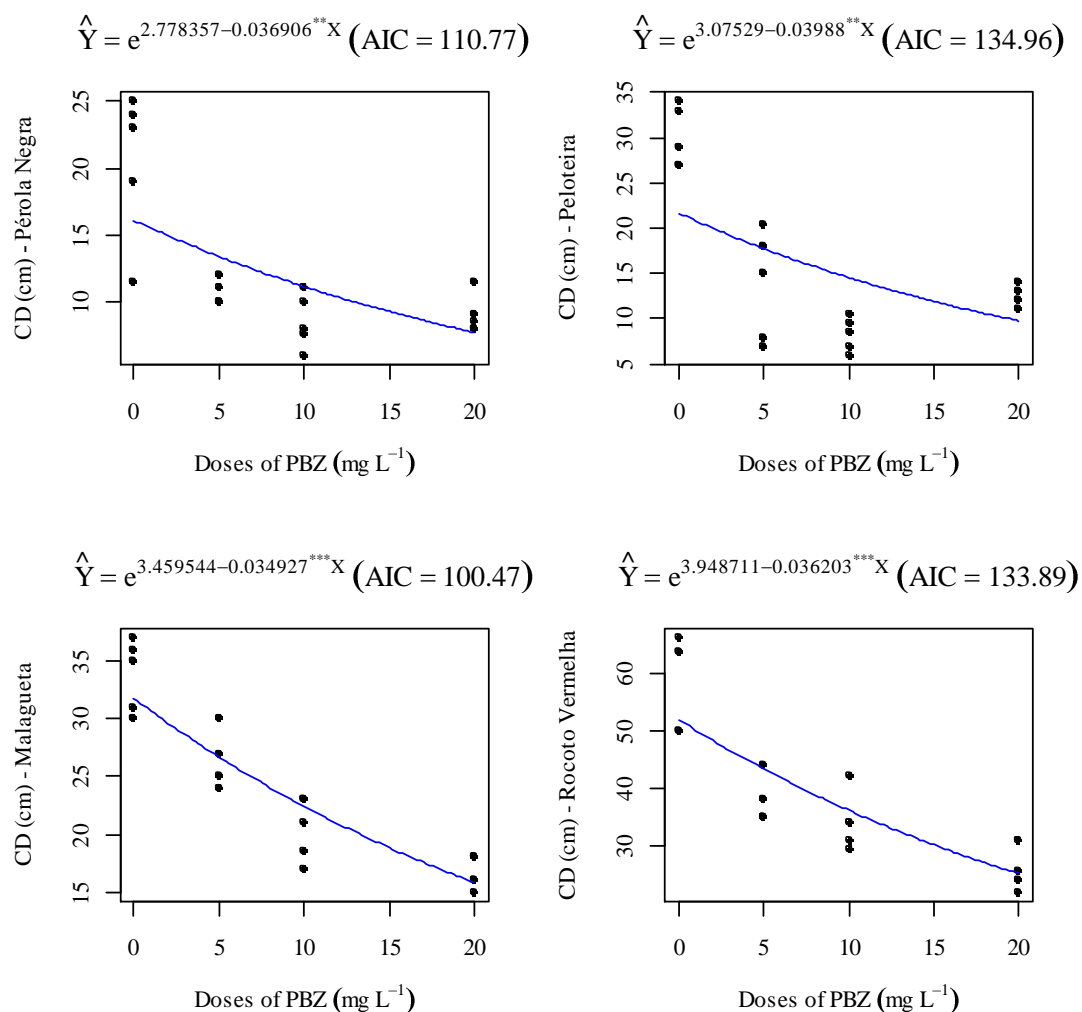 Ŷ = e^2.778357−0.036906**X (AIC = 110.77)
CD (cm) - Pérola Negra
25
20
15
10
0 5 10 15 20
Doses of PBZ (mg L−1)
Ŷ = e^3.07529−0.03988**X (AIC = 134.96)
CD (cm) - Peloteira
35
30
25
20
15
10
5
0 5 10 15 20
Doses of PBZ (mg L−1)
Ŷ = e^3.459544−0.034927***X (AIC = 100.47)
CD (cm) - Malagueta
35
30
25
20
15
0 5 10 15 20
Doses of PBZ (mg L−1)
Ŷ = e^3.948711−0.036203***X (AIC = 133.89)
CD (cm) - Rocoto Vermelha
60
50
40
30
0 5 10 15 20
Doses of PBZ (mg L−1)